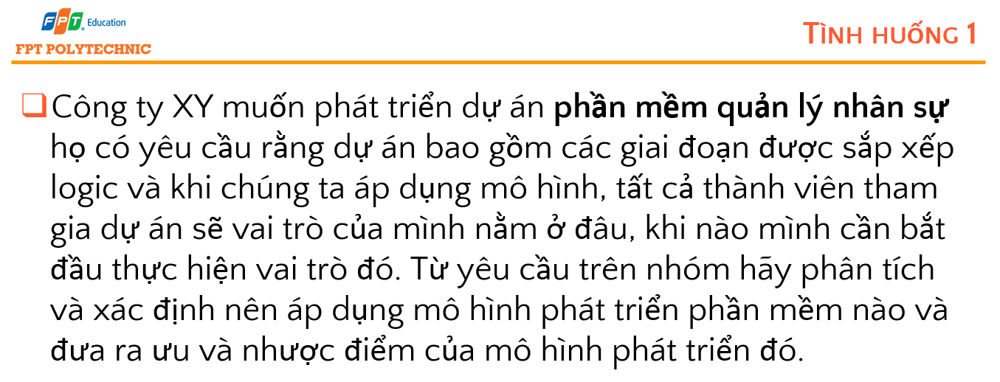 FPT Education
FPT POLYTECHNIC
TÌNH HUỐNG 1
Công ty XY muốn phát triển dự án phần mềm quản lý nhân sự
họ có yêu cầu rằng dự án bao gồm các giai đoạn được sắp xếp
logic và khi chúng ta áp dụng mô hình, tất cả thành viên tham
gia dự án sẽ vai trò của mình nằm ở đâu, khi nào mình cần bắt
đầu thực hiện vai trò đó. Từ yêu cầu trên nhóm hãy phân tích
và xác định nên áp dụng mô hình phát triển phần mềm nào và
đưa ra ưu và nhược điểm của mô hình phát triển đó.